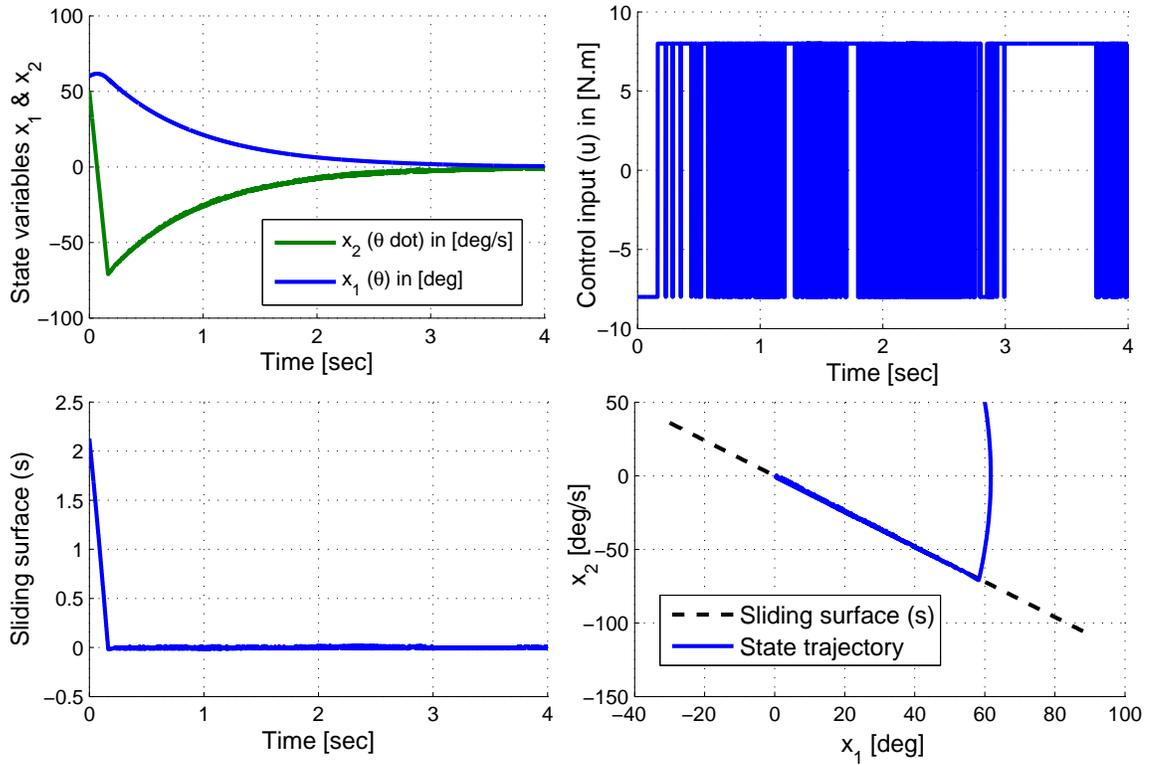 100
50
0
−50
−100
State variables x1 & x2
x2 (θ dot) in [deg/s]
x1 (θ) in [deg]
0 1 2 3 4
Time [sec]
10
5
0
−5
−10
Control input (u) in [N.m]
0 1 2 3 4
Time [sec]
2.5
2
1.5
1
0.5
0
−0.5
Sliding surface (s)
0 1 2 3 4
Time [sec]
50
0
−50
−100
−150
x2 [deg/s]
Sliding surface (s)
State trajectory
−40 −20 0 20 40 60 80 100
x1 [deg]